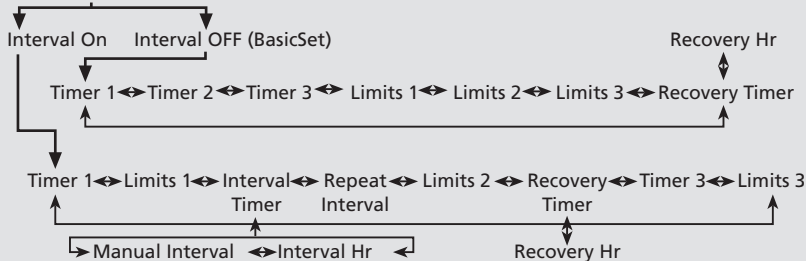 Interval On Interval OFF (BasicSet) Recovery Hr
Timer 1 Timer 2 Timer 3 Limits 1 Limits 2 Limits 3 Recovery Timer
Timer 1 Limits 1 Interval Repeat Limits 2 Recovery Timer 3 Limits 3
Timer Interval Timer
Manual Interval Interval Hr Recovery Hr